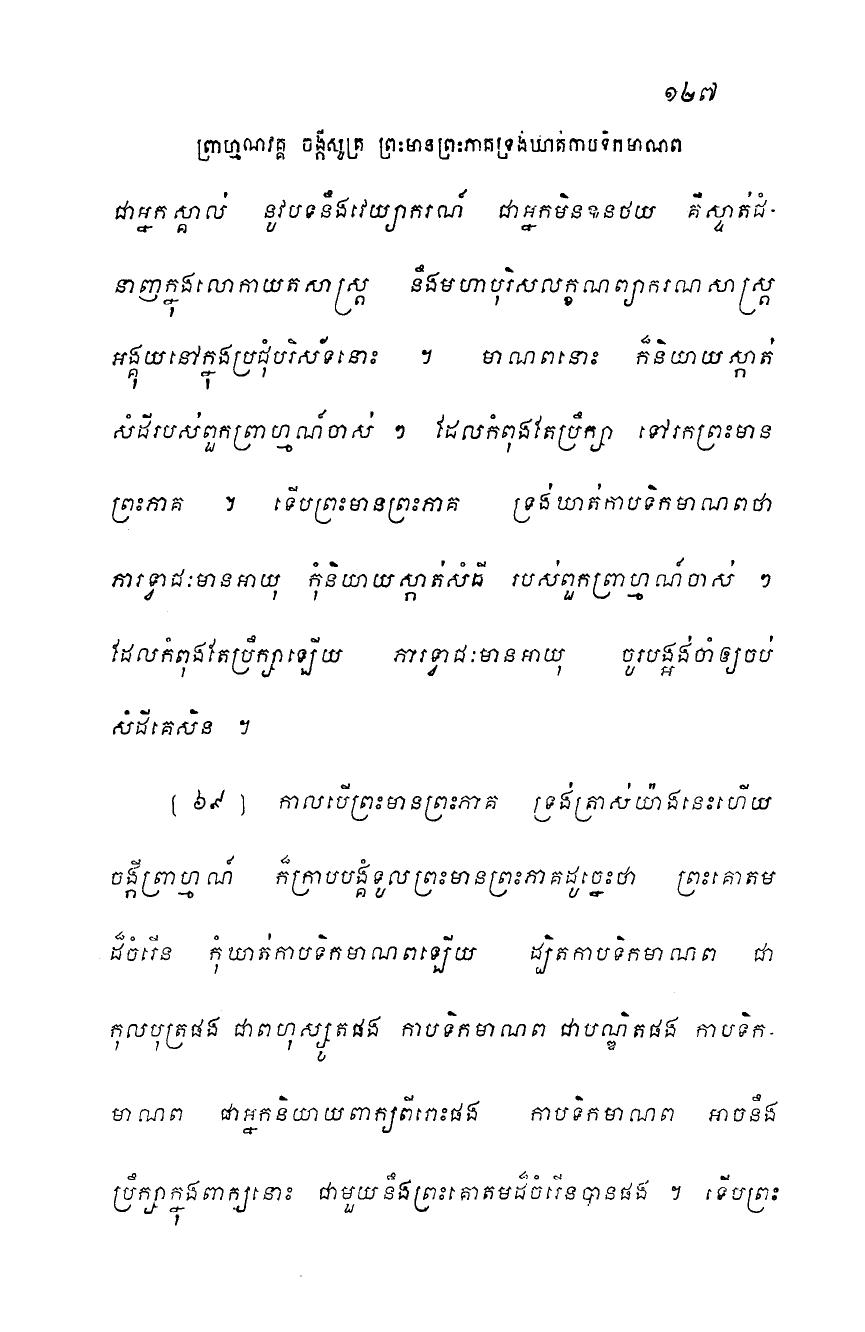 ១២៧
ព្រាហ្មណវគ្គ ចង្កីសូត្រ ព្រះមានព្រះភាគទ្រង់ឃាត់កាបទិកមាណព
ជាអ្នកស្គាល់ នូវបទនឹងវេយ្យាករណ៍ ជាអ្នកមិនឱនថយ គឺស្ទាត់ជំ-
នាញក្នុងលោកាយតសាស្ត្រ នឹងមហាបុរិសលក្ខណព្យាករណសាស្ត្រ
អង្គុយនៅក្នុងប្រជុំបរិស័ទនោះ ។ មាណពនោះ ក៏និយាយស្កាត់
សំដីរបស់ពួកព្រាហ្មណ៍ចាស់ ៗ ដែលកំពុងតែប្រឹក្សា ទៅរកព្រះមាន
ព្រះភាគ ។ ទើបព្រះមានព្រះភាគ ទ្រង់ឃាត់កាបទិកមាណពថា
ភារទ្វាជៈមានអាយុ កុំនិយាយស្កាត់សំដី របស់ពួកព្រាហ្មណ៍ចាស់ ៗ
ដែលកំពុងតែប្រឹក្សាឡើយ ភារទ្វាជៈមានអាយុ ចូរបង្អង់ចាំឲ្យចប់
សំដីគេសិន ។
[ ៦៩ ] កាលបើព្រះមានព្រះភាគ ទ្រង់ត្រាស់យ៉ាងនេះហើយ
ចង្កីព្រាហ្មណ៍ ក៏ក្រាបបង្គំទូលព្រះមានព្រះភាគដូច្នេះថា ព្រះគោតម
ដ៏ចំរើន កុំឃាត់កាបទិកមាណពឡើយ ដ្បិតកាបទិកមាណព ជា
កុលបុត្រផង ជាពហុស្សូតផង កាបទិកមាណព ជាបណ្ឌិតផង កាបទិក-
មាណព ជាអ្នកនិយាយពាក្យពីរោះផង កាបទិកមាណព អាចនឹង
ប្រឹក្សាក្នុងពាក្យនោះ ជាមួយនឹងព្រះគោតមដ៏ចំរើនបានផង ។ ទើបព្រះ